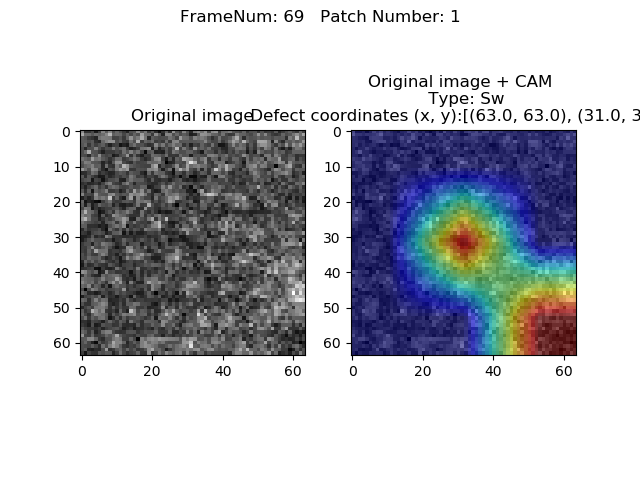 FrameNum: 69   Patch Number: 1
Original image
0
10
20
30
40
50
60
0 20 40 60
Original image + CAM
Type: Sw
Defect coordinates (x, y):[(63.0, 63.0), (31.0, 3
0
10
20
30
40
50
60
0 20 40 60